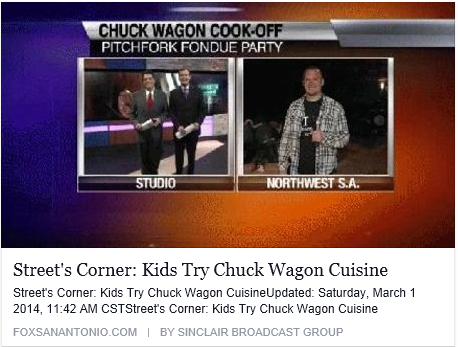 CHUCK WAGON COOK-OFF
PITCHFORK FONDUE PARTY
STUDIO
NORTHWEST S.A.
Street's Corner: Kids Try Chuck Wagon Cuisine
Street's Corner: Kids Try Chuck Wagon CuisineUpdated: Saturday, March 1
2014, 11:42 AM CSTStreet's Corner: Kids Try Chuck Wagon Cuisine
FOXSANANTONIO.COM | BY SINCLAIR BROADCAST GROUP